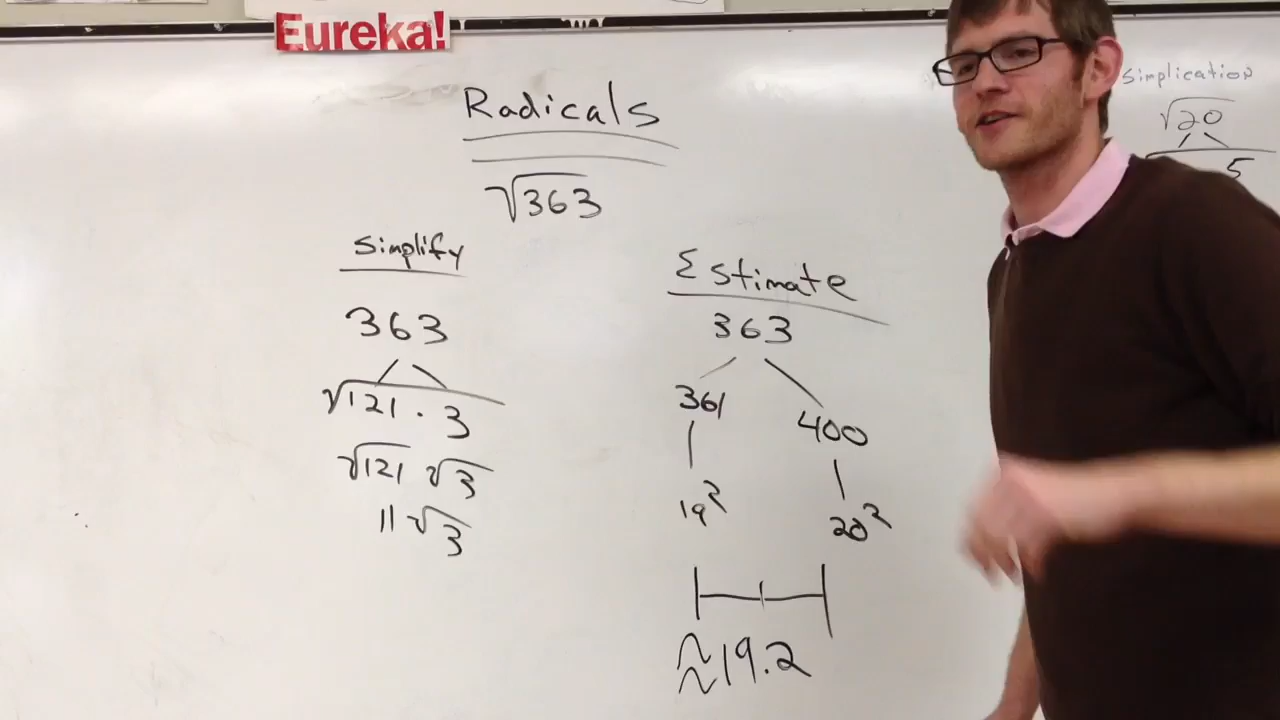 Eureka!
Radicals
√363
Simplify
363
√121 · 3
√121 √3
11√3
Estimate
363
361 400
19² 20²
≈19.2
Simplication
√20
5